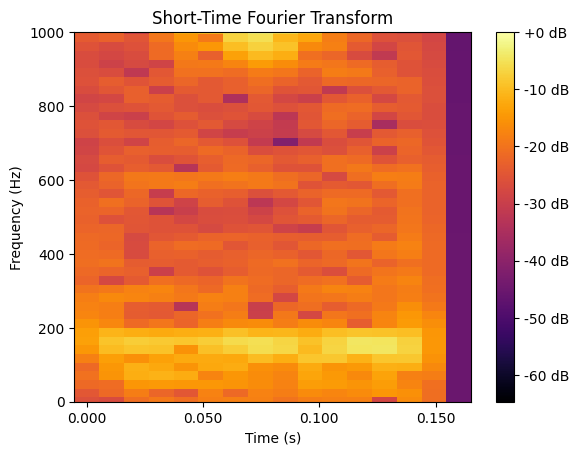 Short-Time Fourier Transform
1000
800
600
400
200
0
Frequency (Hz)
0.000
0.050
0.100
0.150
Time (s)
+0 dB
-10 dB
-20 dB
-30 dB
-40 dB
-50 dB
-60 dB